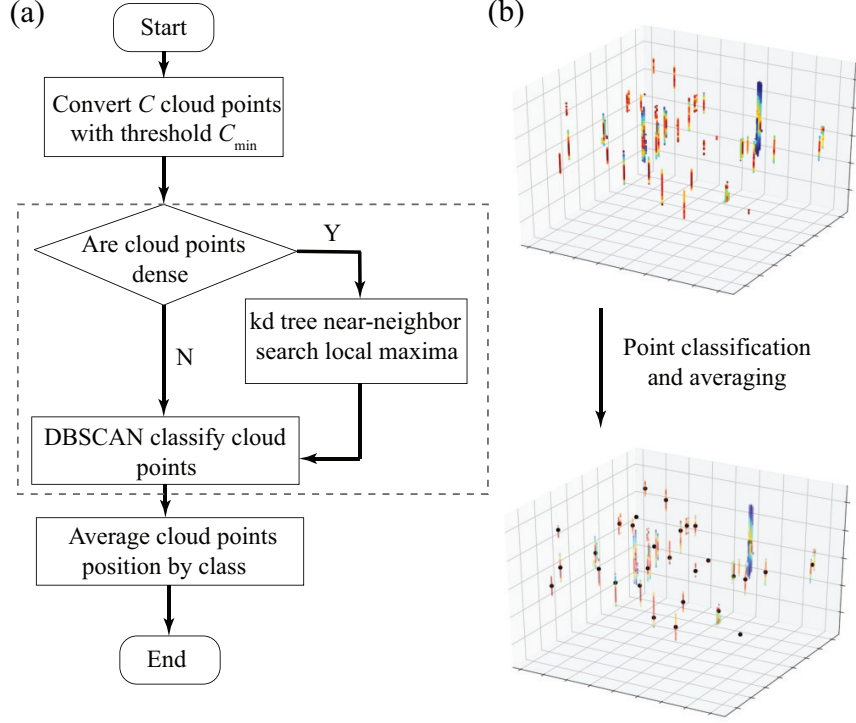 (a)
Start
Convert C cloud points
with threshold Cmin
Are cloud points
dense
Y
N
kd tree near-neighbor
search local maxima
DBSCAN classify cloud
points
Average cloud points
position by class
End
(b)
Point classification
and averaging